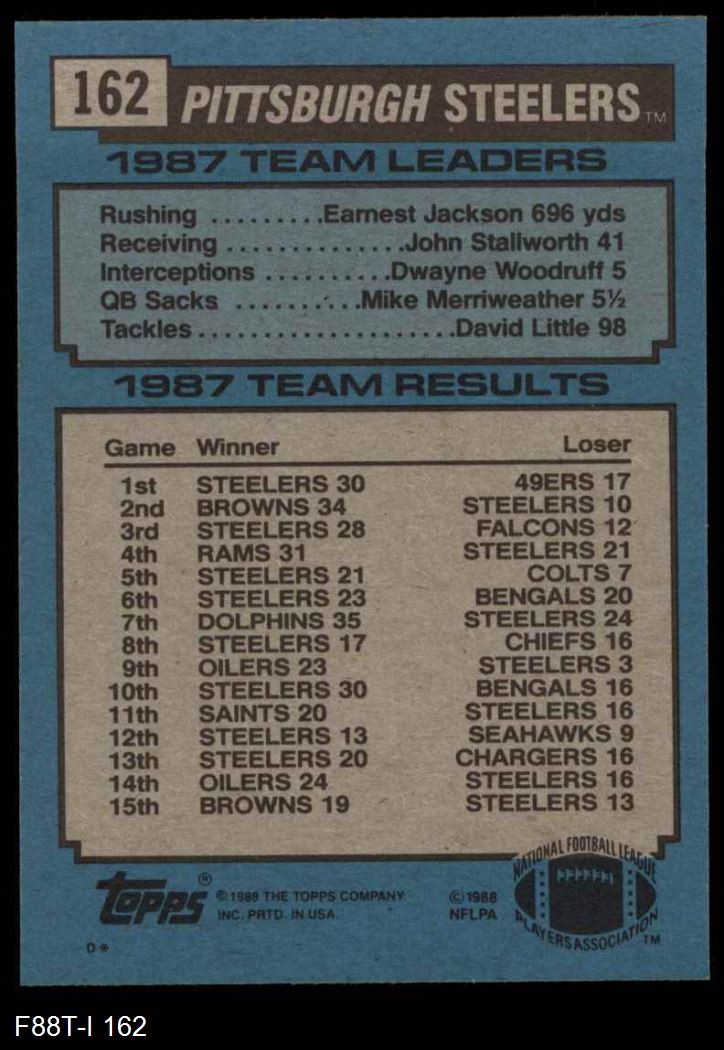 162 PITTSBURGH STEELERS TM
1987 TEAM LEADERS
Rushing .........Earnest Jackson 696 yds
Receiving ..............John Stallworth 41
Interceptions ..........Dwayne Woodruff 5
QB Sacks ..........Mike Merriweather 5½
Tackles.....................David Little 98
1987 TEAM RESULTS
Game Winner Loser
1st STEELERS 30 49ERS 17
2nd BROWNS 34 STEELERS 10
3rd STEELERS 28 FALCONS 12
4th RAMS 31 STEELERS 21
5th STEELERS 21 COLTS 7
6th STEELERS 23 BENGALS 20
7th DOLPHINS 35 STEELERS 24
8th STEELERS 17 CHIEFS 16
9th OILERS 23 STEELERS 3
10th STEELERS 30 BENGALS 16
11th SAINTS 20 STEELERS 16
12th STEELERS 13 SEAHAWKS 9
13th STEELERS 20 CHARGERS 16
14th OILERS 24 STEELERS 16
15th BROWNS 19 STEELERS 13
topps ® © 1988 THE TOPPS COMPANY
INC. PRTD. IN USA.
© 1988
NFLPA
NATIONAL FOOTBALL LEAGUE
PLAYERS ASSOCIATION TM
D *
F88T-I 162